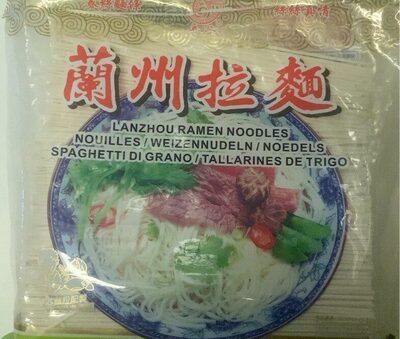 蘭州拉麵
LANZHOU RAMEN NOODLES
NOUILLES / WEIZENNUDELN / NOEDELS
SPAGHETTI DI GRANO / TALLARINES DE TRIGO